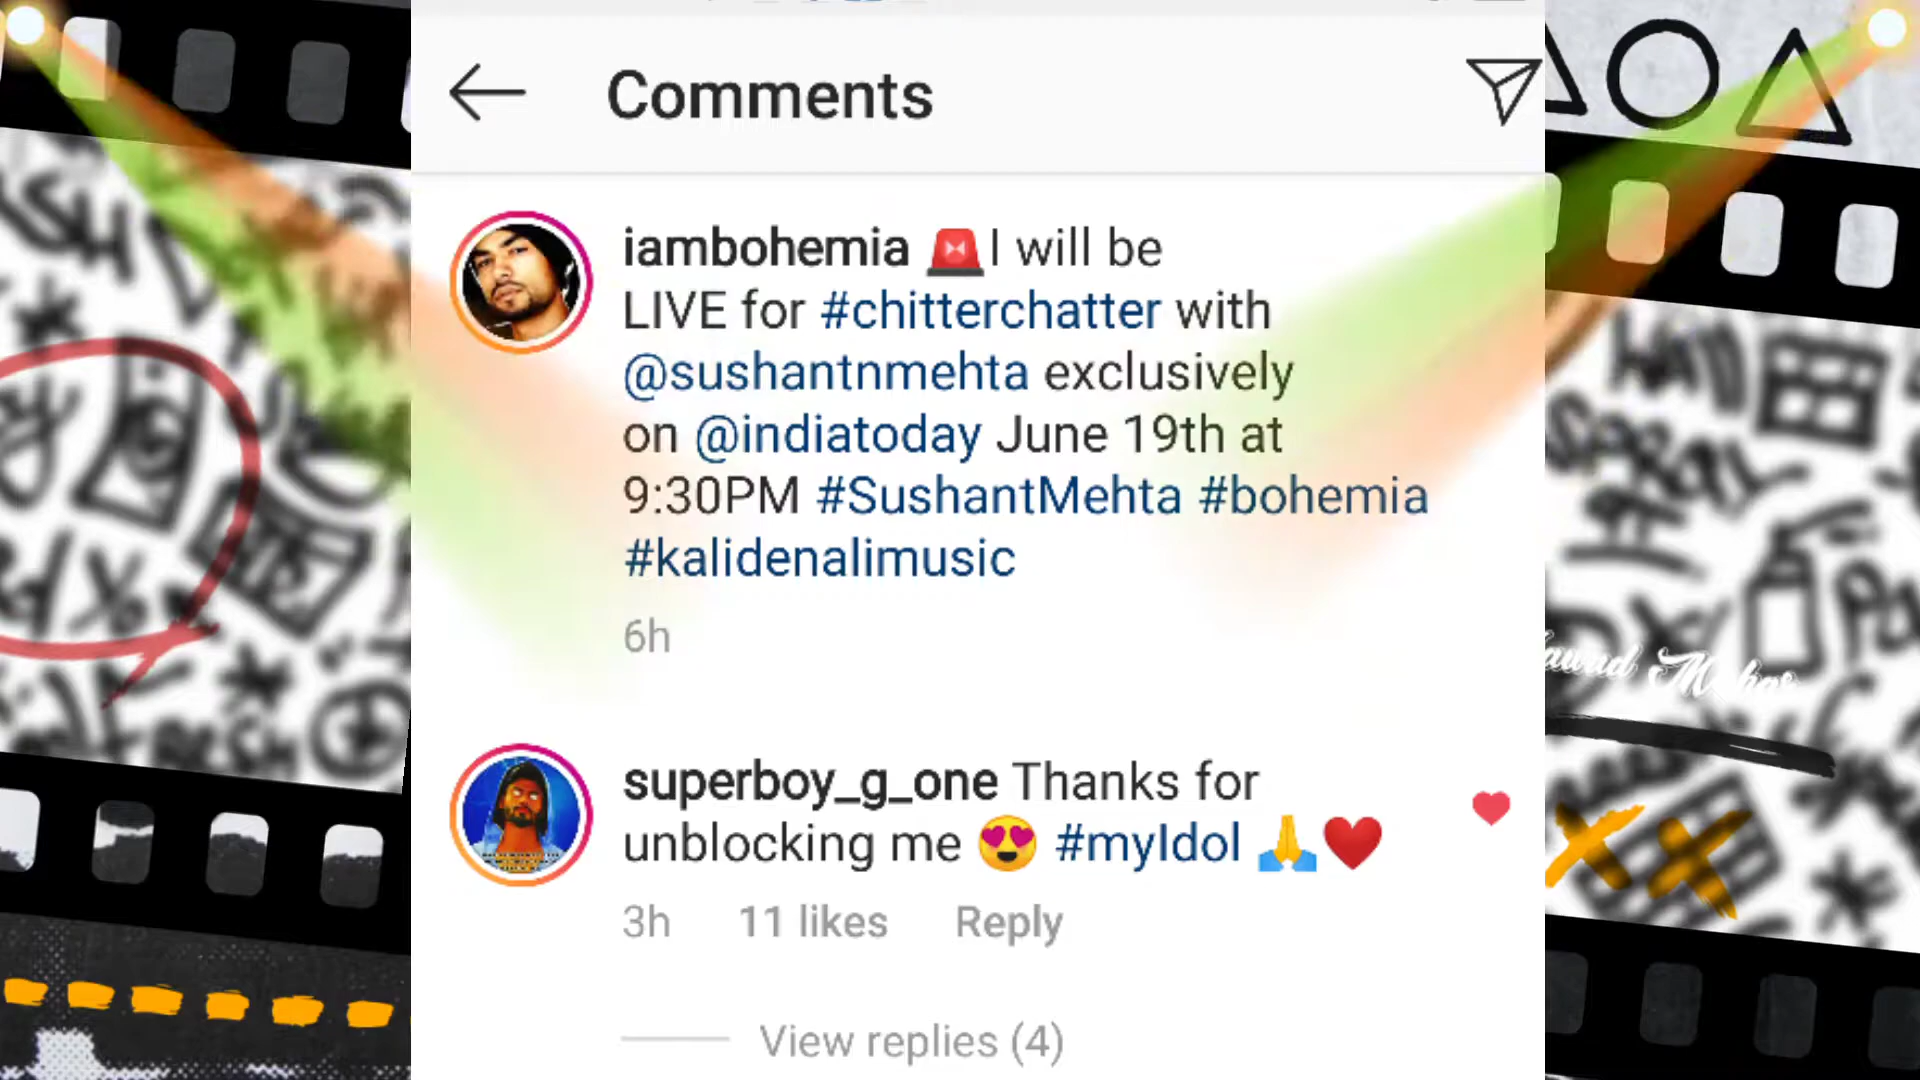 Comments
iambohemia 🚨I will be
LIVE for #chitterchatter with
@sushantnmehta exclusively
on @indiatoday June 19th at
9:30PM #SushantMehta #bohemia
#kalidenalimusic
6h
superboy_g_one Thanks for
unblocking me 😍 #myIdol 🙏❤️
3h 11 likes Reply
View replies (4)